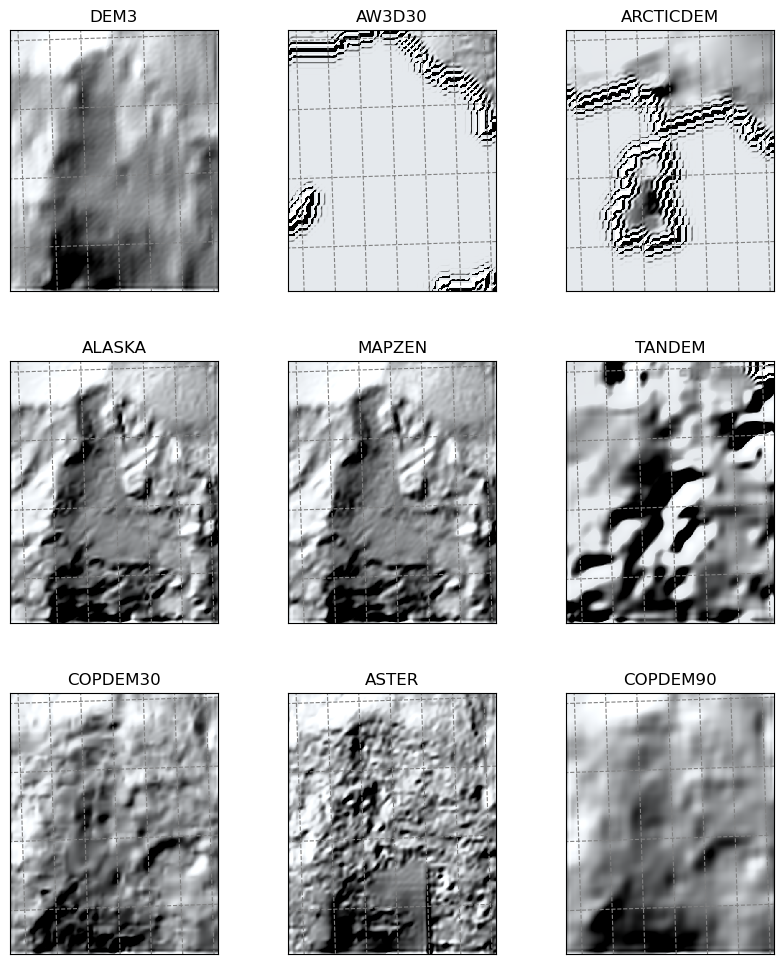 DEM3
AW3D30
ARCTICDEM
ALASKA
MAPZEN
TANDEM
COPDEM30
ASTER
COPDEM90